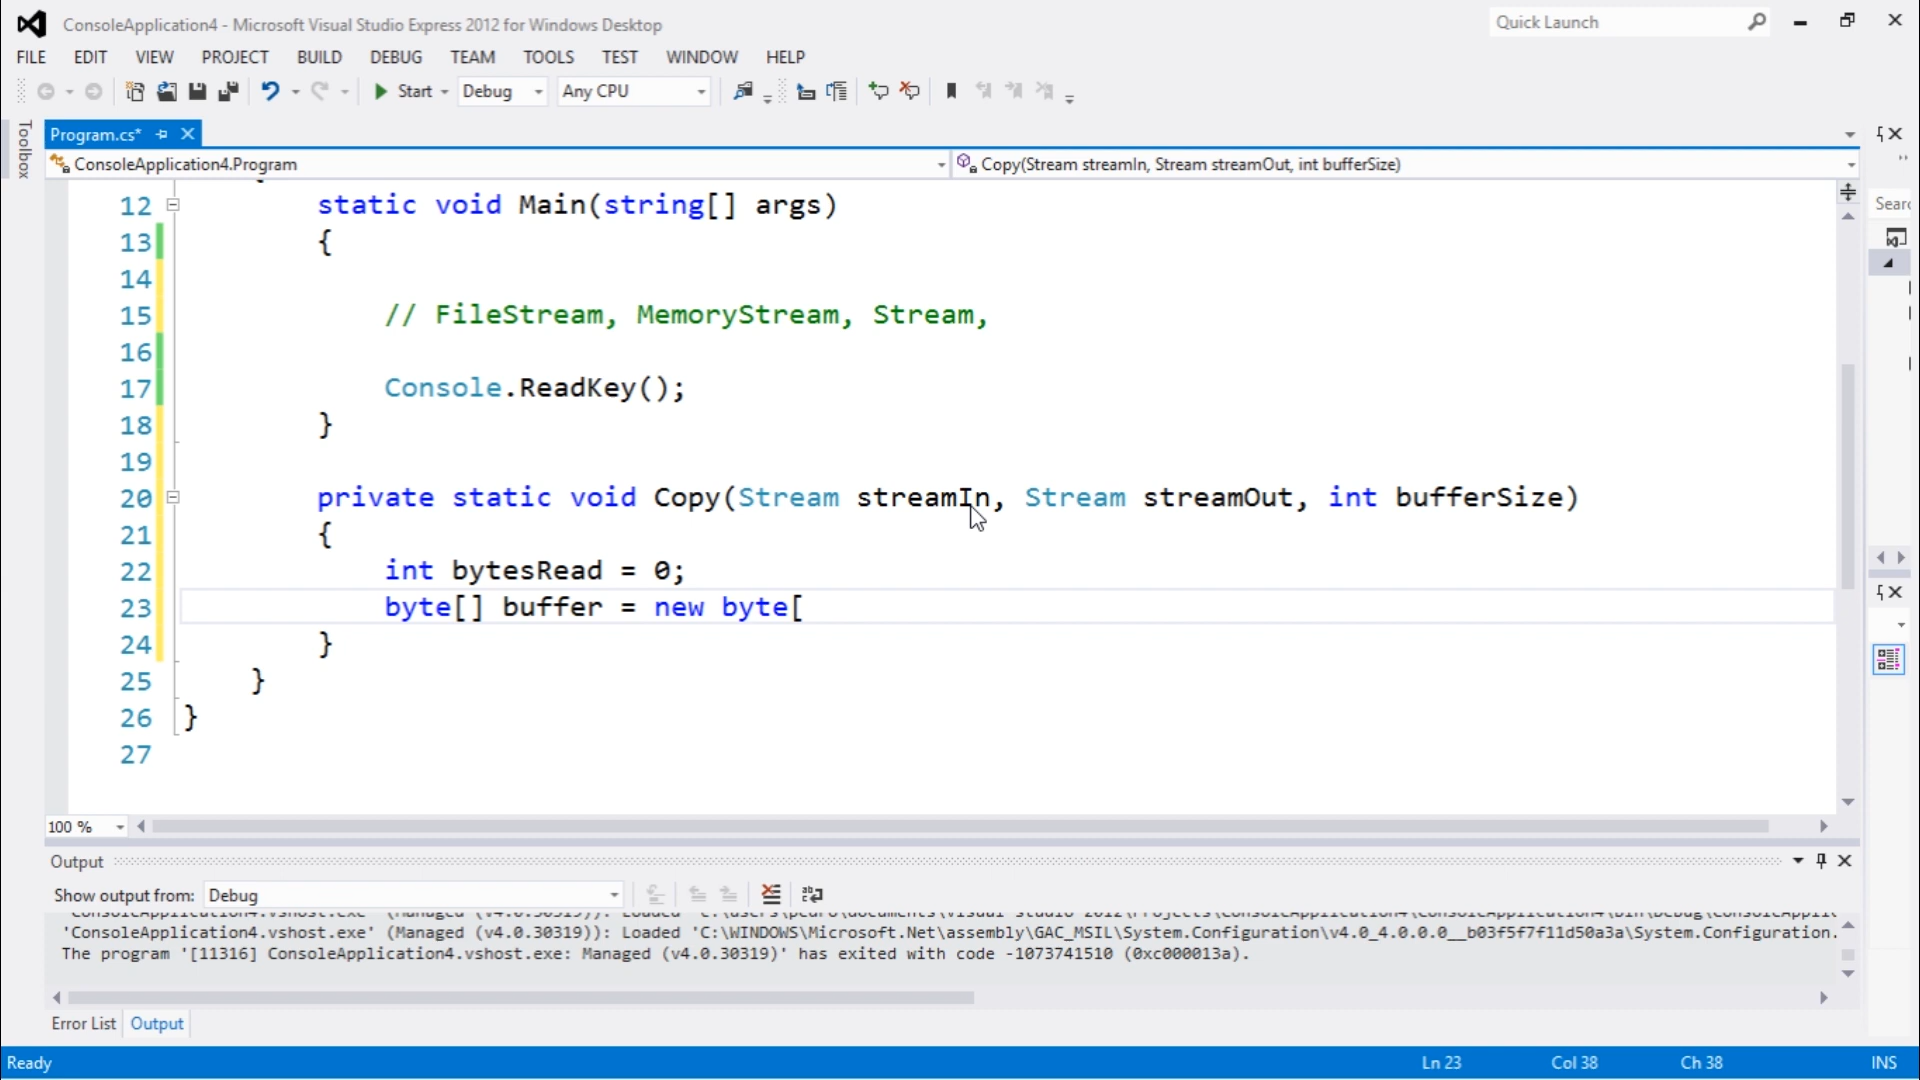 ConsoleApplication4 - Microsoft Visual Studio Express 2012 for Windows Desktop
Quick Launch
FILE EDIT VIEW PROJECT BUILD DEBUG TEAM TOOLS TEST WINDOW HELP
Start Debug Any CPU
Toolbox
Program.cs*
ConsoleApplication4.Program
Copy(Stream streamIn, Stream streamOut, int bufferSize)
12 static void Main(string[] args)
13 {
14
15 // FileStream, MemoryStream, Stream,
16
17 Console.ReadKey();
18 }
19
20 private static void Copy(Stream streamIn, Stream streamOut, int bufferSize)
21 {
22 int bytesRead = 0;
23 byte[] buffer = new byte[
24 }
25 }
26 }
27
100 %
Output
Show output from: Debug
'ConsoleApplication4.vshost.exe' (Managed (v4.0.30319)): Loaded 'C:\WINDOWS\Microsoft.Net\assembly\GAC_MSIL\System.Configuration\v4.0_4.0.0.0__b03f5f7f11d50a3a\System.Configuration.
The program '[11316] ConsoleApplication4.vshost.exe: Managed (v4.0.30319)' has exited with code -1073741510 (0xc000013a).
Error List Output
Ready Ln 23 Col 38 Ch 38 INS